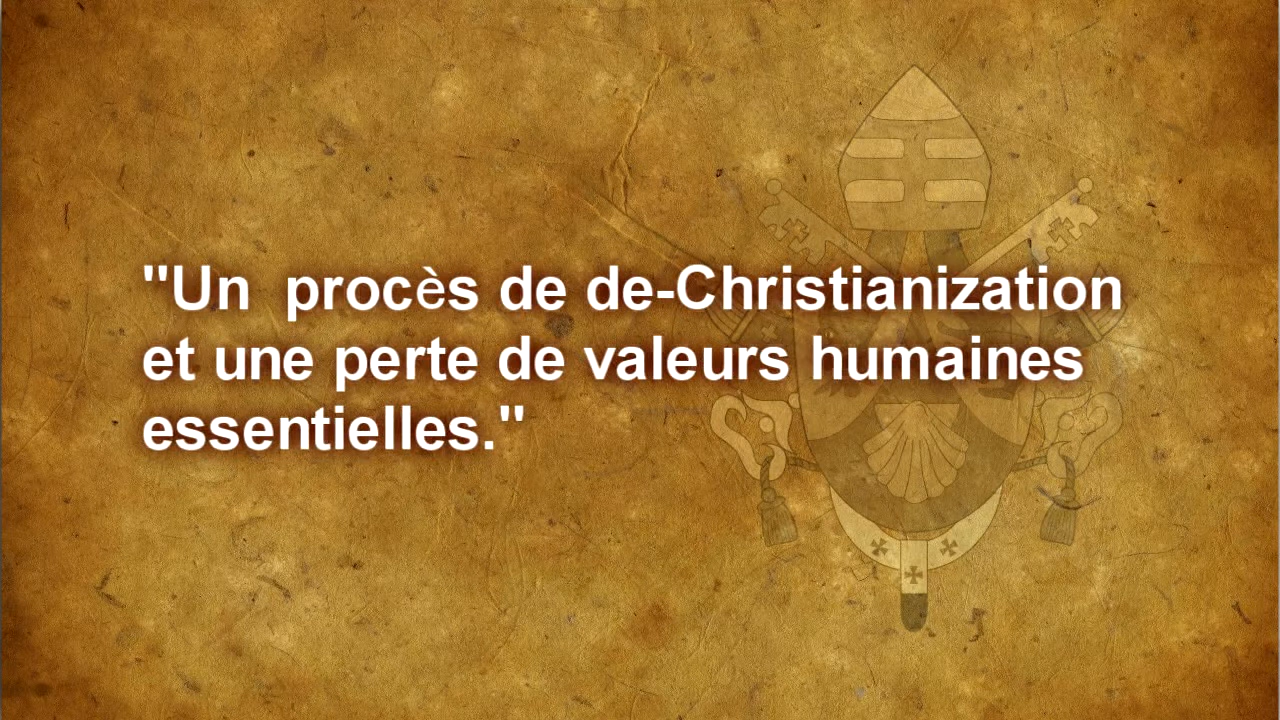 "Un  procès de de-Christianization
et une perte de valeurs humaines
essentielles."